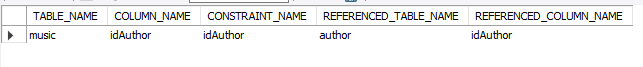 TABLE_NAME COLUMN_NAME CONSTRAINT_NAME REFERENCED_TABLE_NAME REFERENCED_COLUMN_NAME
music idAuthor idAuthor author idAuthor